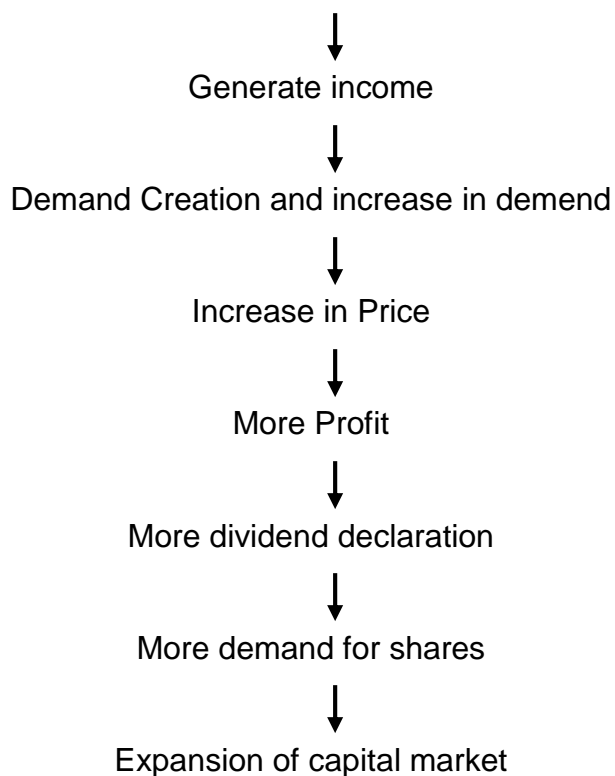 Generate income
Demand Creation and increase in demend
Increase in Price
More Profit
More dividend declaration
More demand for shares
Expansion of capital market